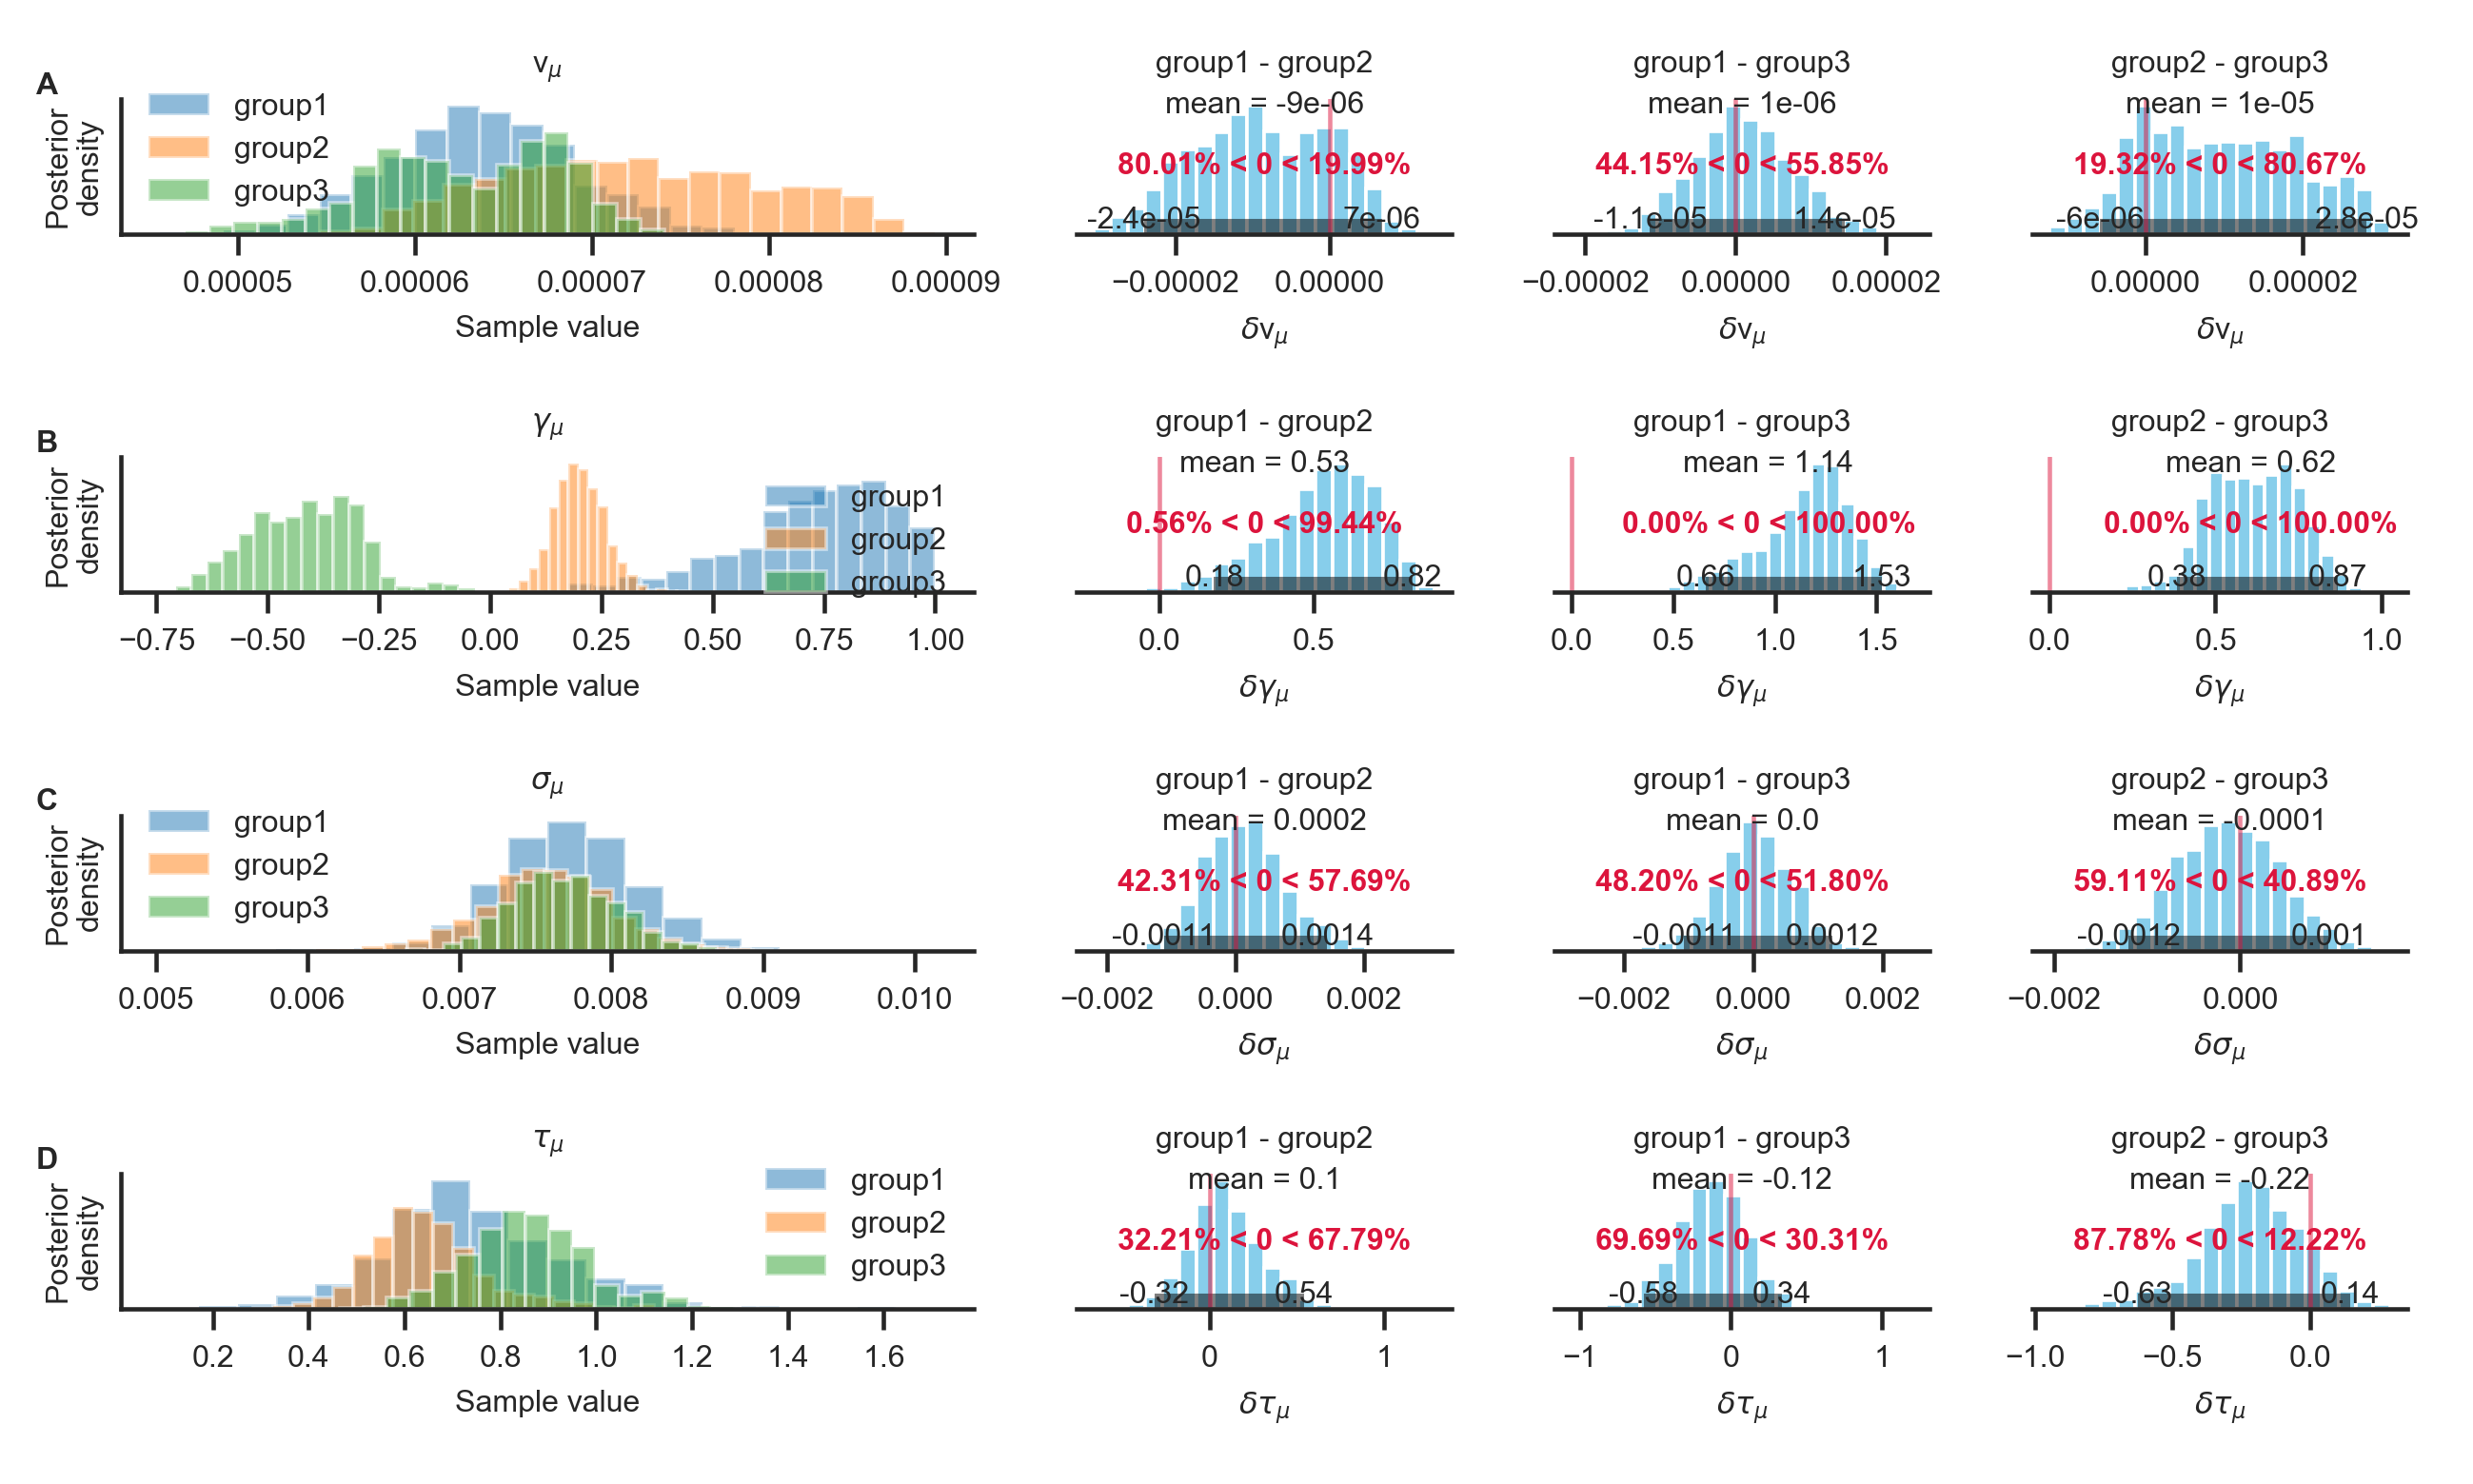 A
v_μ
group1
group2
group3
Posterior
density
0.00005 0.00006 0.00007 0.00008 0.00009
Sample value
group1 - group2
mean = -9e-06
80.01% < 0 < 19.99%
-2.4e-05 7e-06
−0.00002 0.00000
δv_μ
group1 - group3
mean = 1e-06
44.15% < 0 < 55.85%
-1.1e-05 1.4e-05
−0.00002 0.00000 0.00002
δv_μ
group2 - group3
mean = 1e-05
19.32% < 0 < 80.67%
-6e-06 2.8e-05
0.00000 0.00002
δv_μ
B
γ_μ
group1
group2
group3
Posterior
density
−0.75 −0.50 −0.25 0.00 0.25 0.50 0.75 1.00
Sample value
group1 - group2
mean = 0.53
0.56% < 0 < 99.44%
0.18 0.82
0.0 0.5
δγ_μ
group1 - group3
mean = 1.14
0.00% < 0 < 100.00%
0.66 1.53
0.0 0.5 1.0 1.5
δγ_μ
group2 - group3
mean = 0.62
0.00% < 0 < 100.00%
0.38 0.87
0.0 0.5 1.0
δγ_μ
C
σ_μ
group1
group2
group3
Posterior
density
0.005 0.006 0.007 0.008 0.009 0.010
Sample value
group1 - group2
mean = 0.0002
42.31% < 0 < 57.69%
-0.0011 0.0014
−0.002 0.000 0.002
δσ_μ
group1 - group3
mean = 0.0
48.20% < 0 < 51.80%
-0.0011 0.0012
−0.002 0.000 0.002
δσ_μ
group2 - group3
mean = -0.0001
59.11% < 0 < 40.89%
-0.0012 0.001
−0.002 0.000
δσ_μ
D
τ_μ
group1
group2
group3
Posterior
density
0.2 0.4 0.6 0.8 1.0 1.2 1.4 1.6
Sample value
group1 - group2
mean = 0.1
32.21% < 0 < 67.79%
-0.32 0.54
0 1
δτ_μ
group1 - group3
mean = -0.12
69.69% < 0 < 30.31%
-0.58 0.34
−1 0 1
δτ_μ
group2 - group3
mean = -0.22
87.78% < 0 < 12.22%
-0.63 0.14
−1.0 −0.5 0.0
δτ_μ